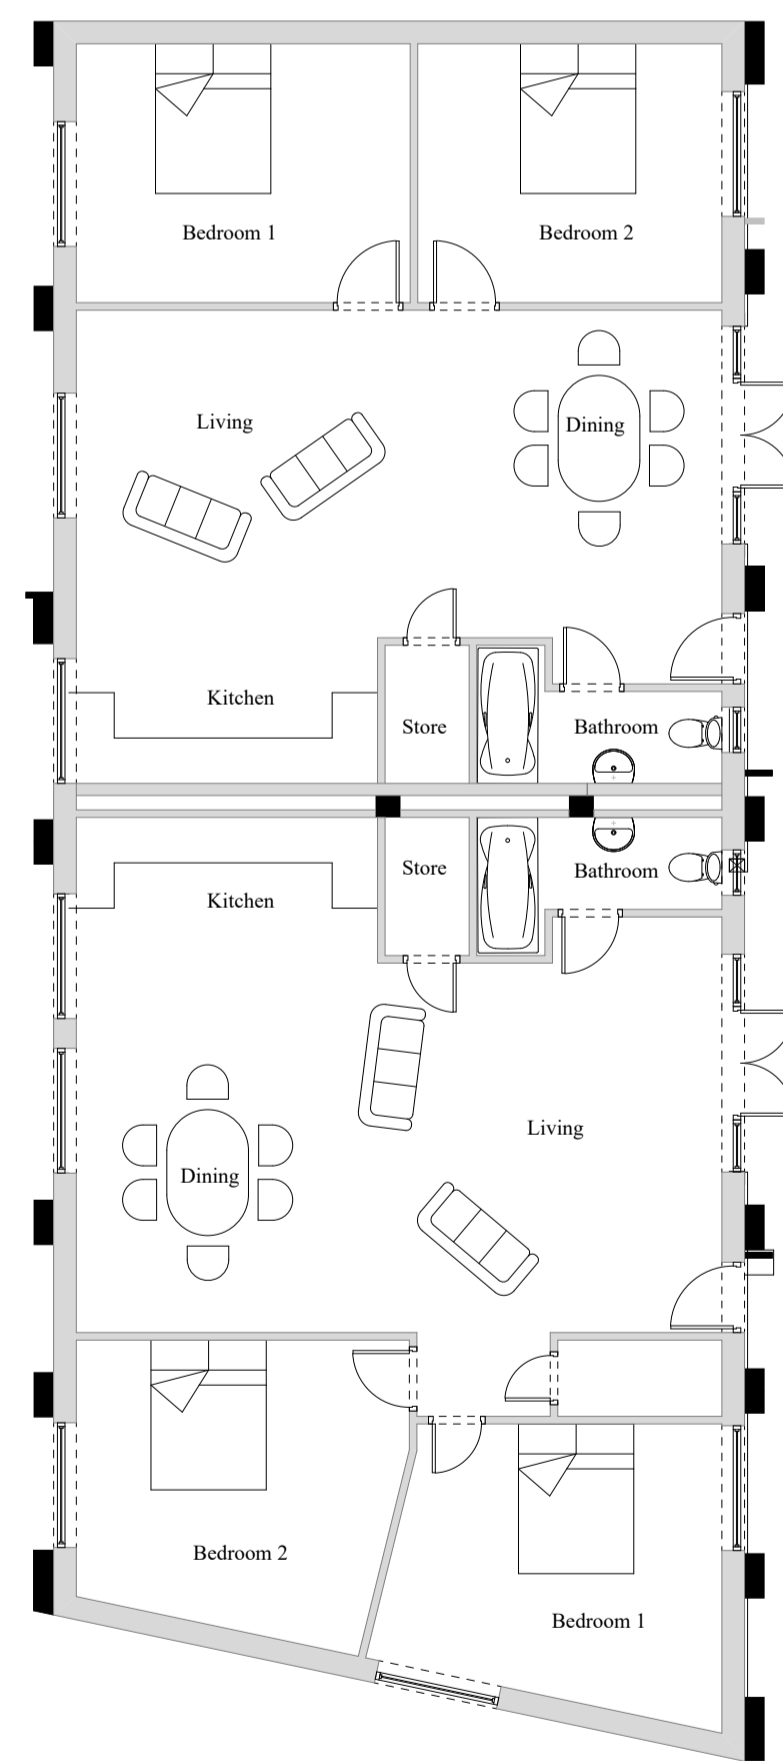 Bedroom 1
Bedroom 2
Living
Dining
Kitchen
Store
Bathroom
Store
Bathroom
Kitchen
Living
Dining
Bedroom 2
Bedroom 1